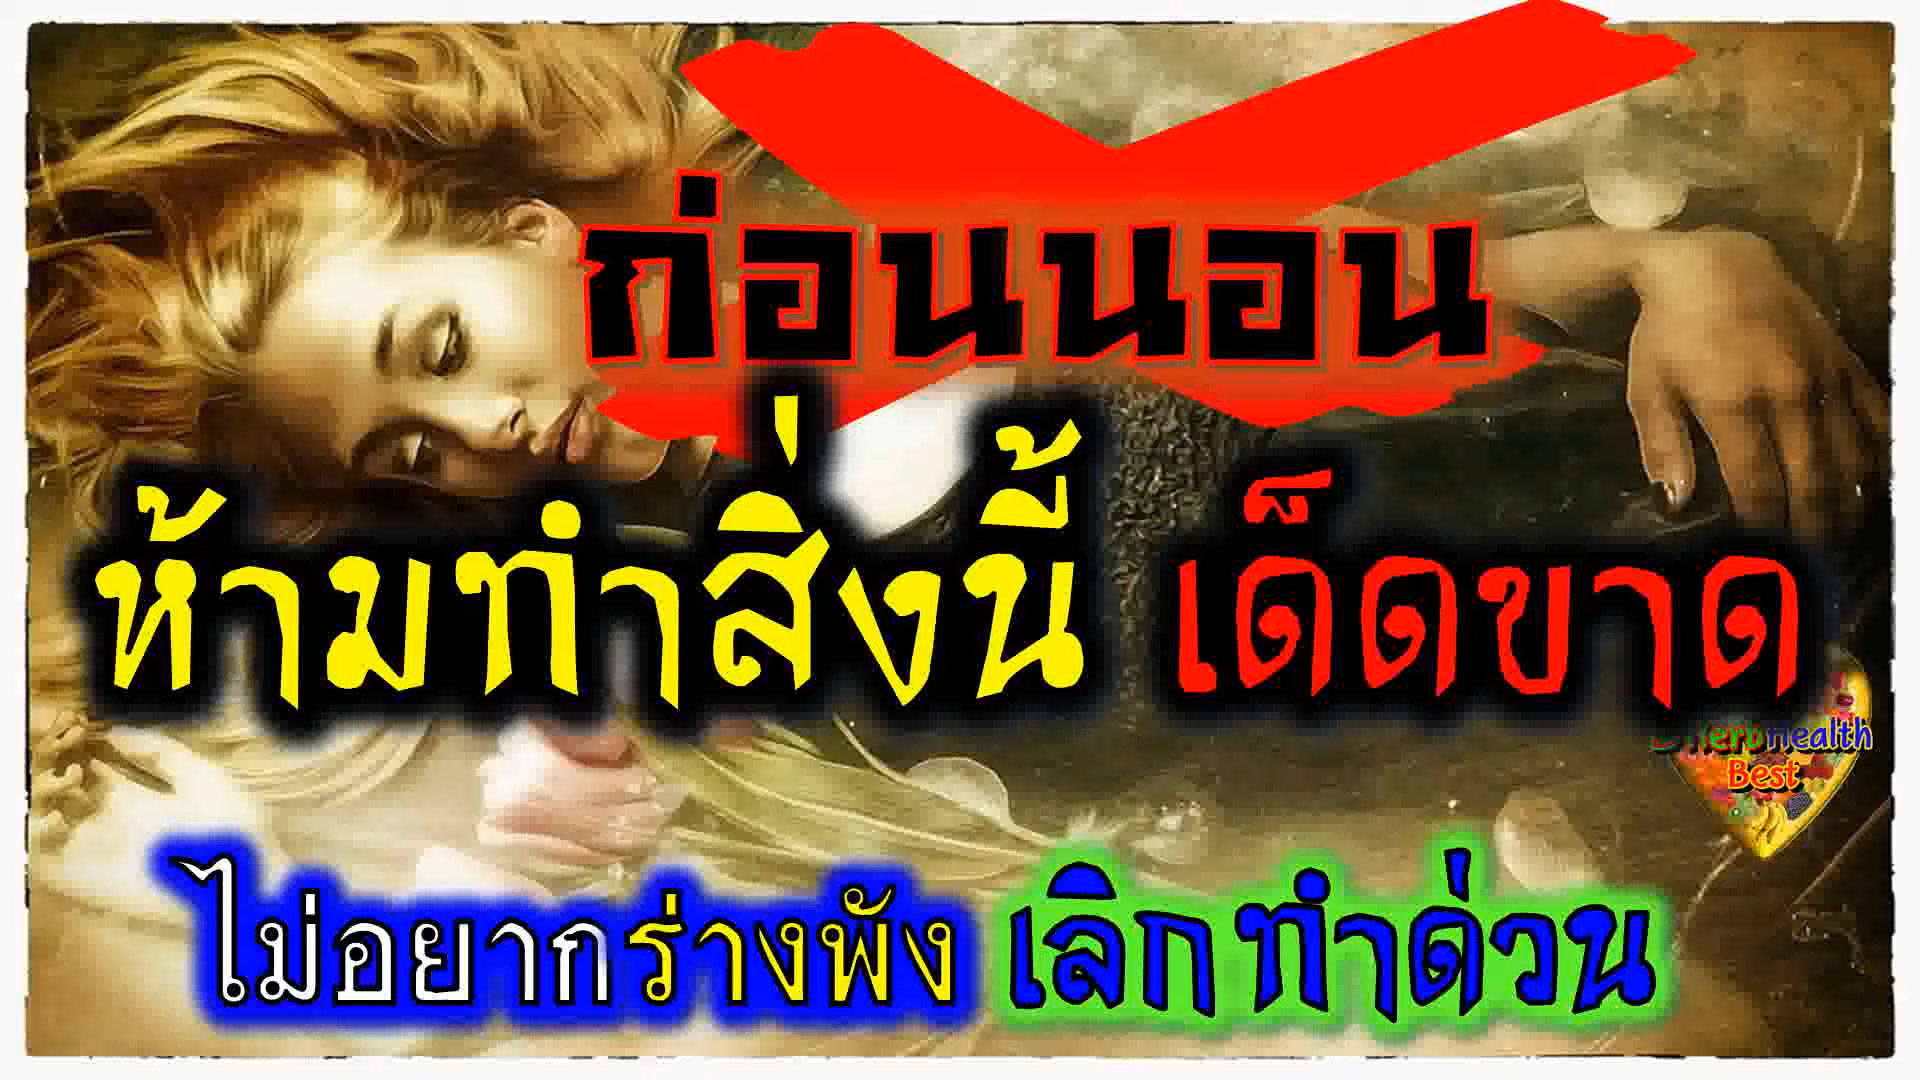 ก่อนนอน
ห้ามทำสิ่งนี้ เด็ดขาด
HerbHealth
Best
ไม่อยากร่างพัง เลิกทำด่วน